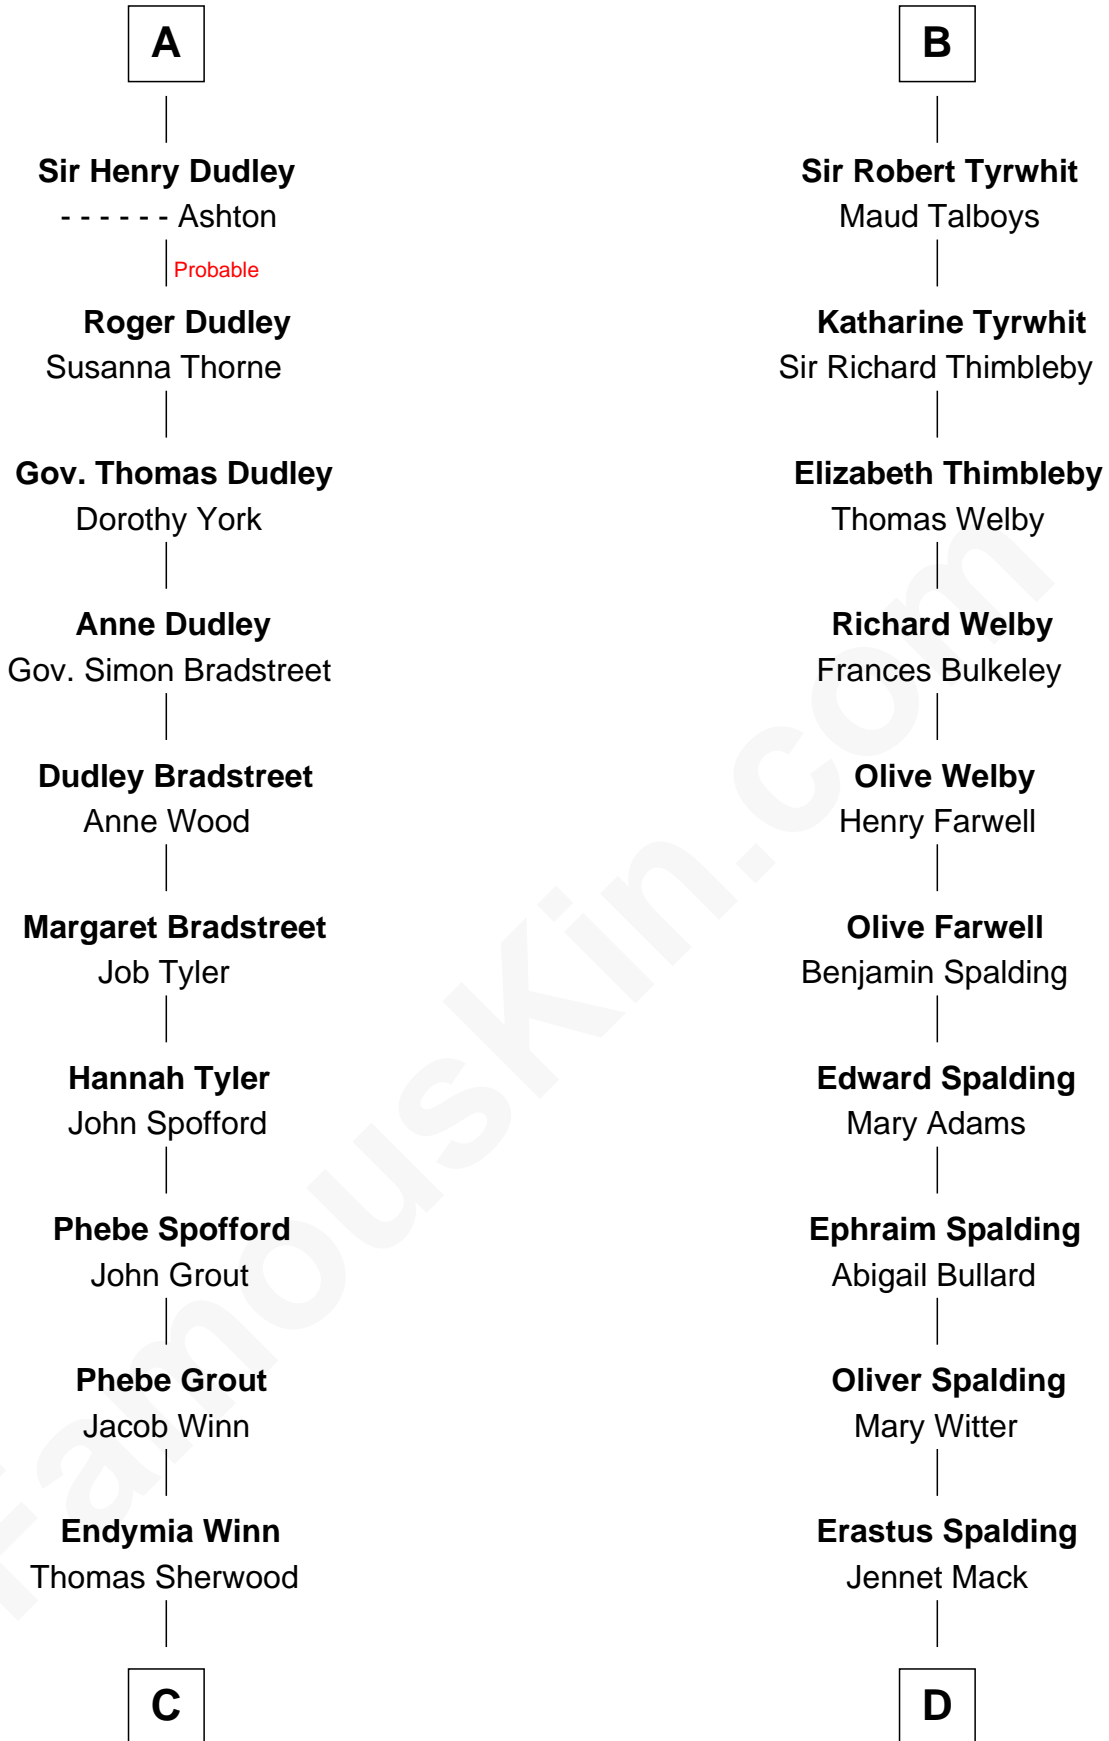 A
Sir Henry Dudley
- - - - - - Ashton
Probable
Roger Dudley
Susanna Thorne
Gov. Thomas Dudley
Dorothy York
Anne Dudley
Gov. Simon Bradstreet
Dudley Bradstreet
Anne Wood
Margaret Bradstreet
Job Tyler
Hannah Tyler
John Spofford
Phebe Spofford
John Grout
Phebe Grout
Jacob Winn
Endymia Winn
Thomas Sherwood
C
B
Sir Robert Tyrwhit
Maud Talboys
Katharine Tyrwhit
Sir Richard Thimbleby
Elizabeth Thimbleby
Thomas Welby
Richard Welby
Frances Bulkeley
Olive Welby
Henry Farwell
Olive Farwell
Benjamin Spalding
Edward Spalding
Mary Adams
Ephraim Spalding
Abigail Bullard
Oliver Spalding
Mary Witter
Erastus Spalding
Jennet Mack
D
FamousKin.com